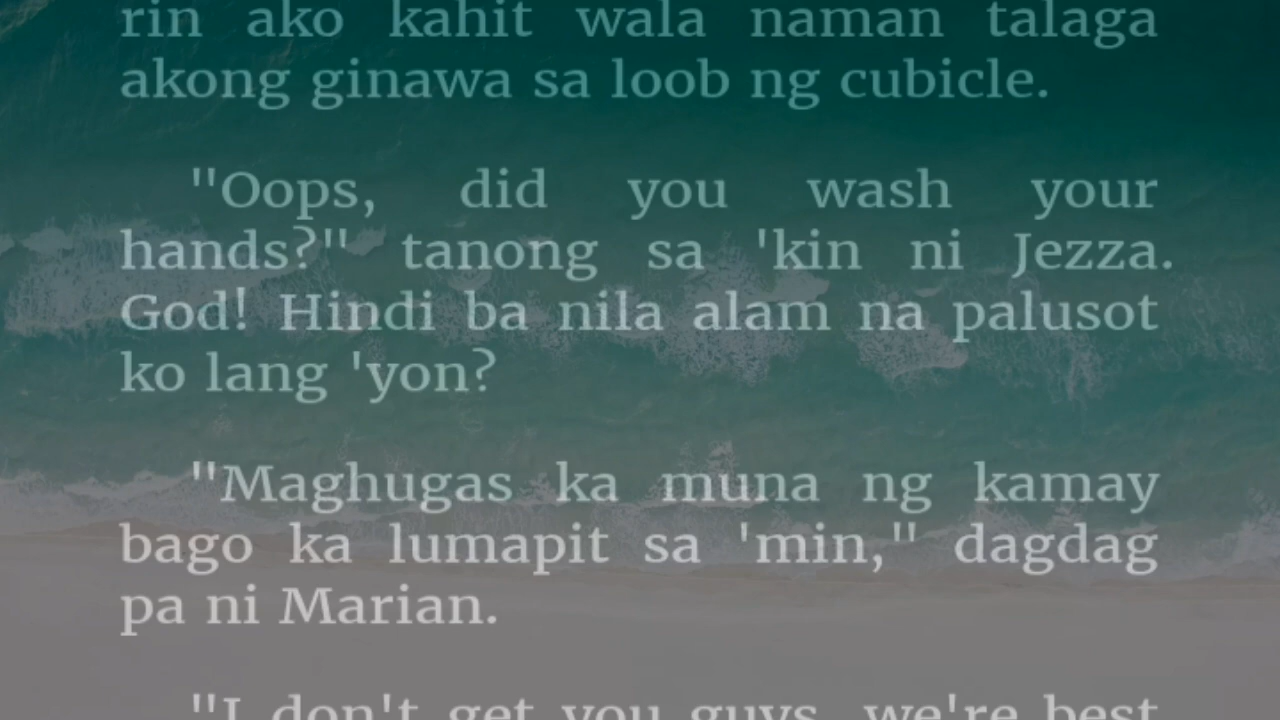 rin ako kahit wala naman talaga
akong ginawa sa loob ng cubicle.
"Oops, did you wash your
hands?" tanong sa 'kin ni Jezza.
God! Hindi ba nila alam na palusot
ko lang 'yon?
"Maghugas ka muna ng kamay
bago ka lumapit sa 'min," dagdag
pa ni Marian.
"I don't get you guys, we're best